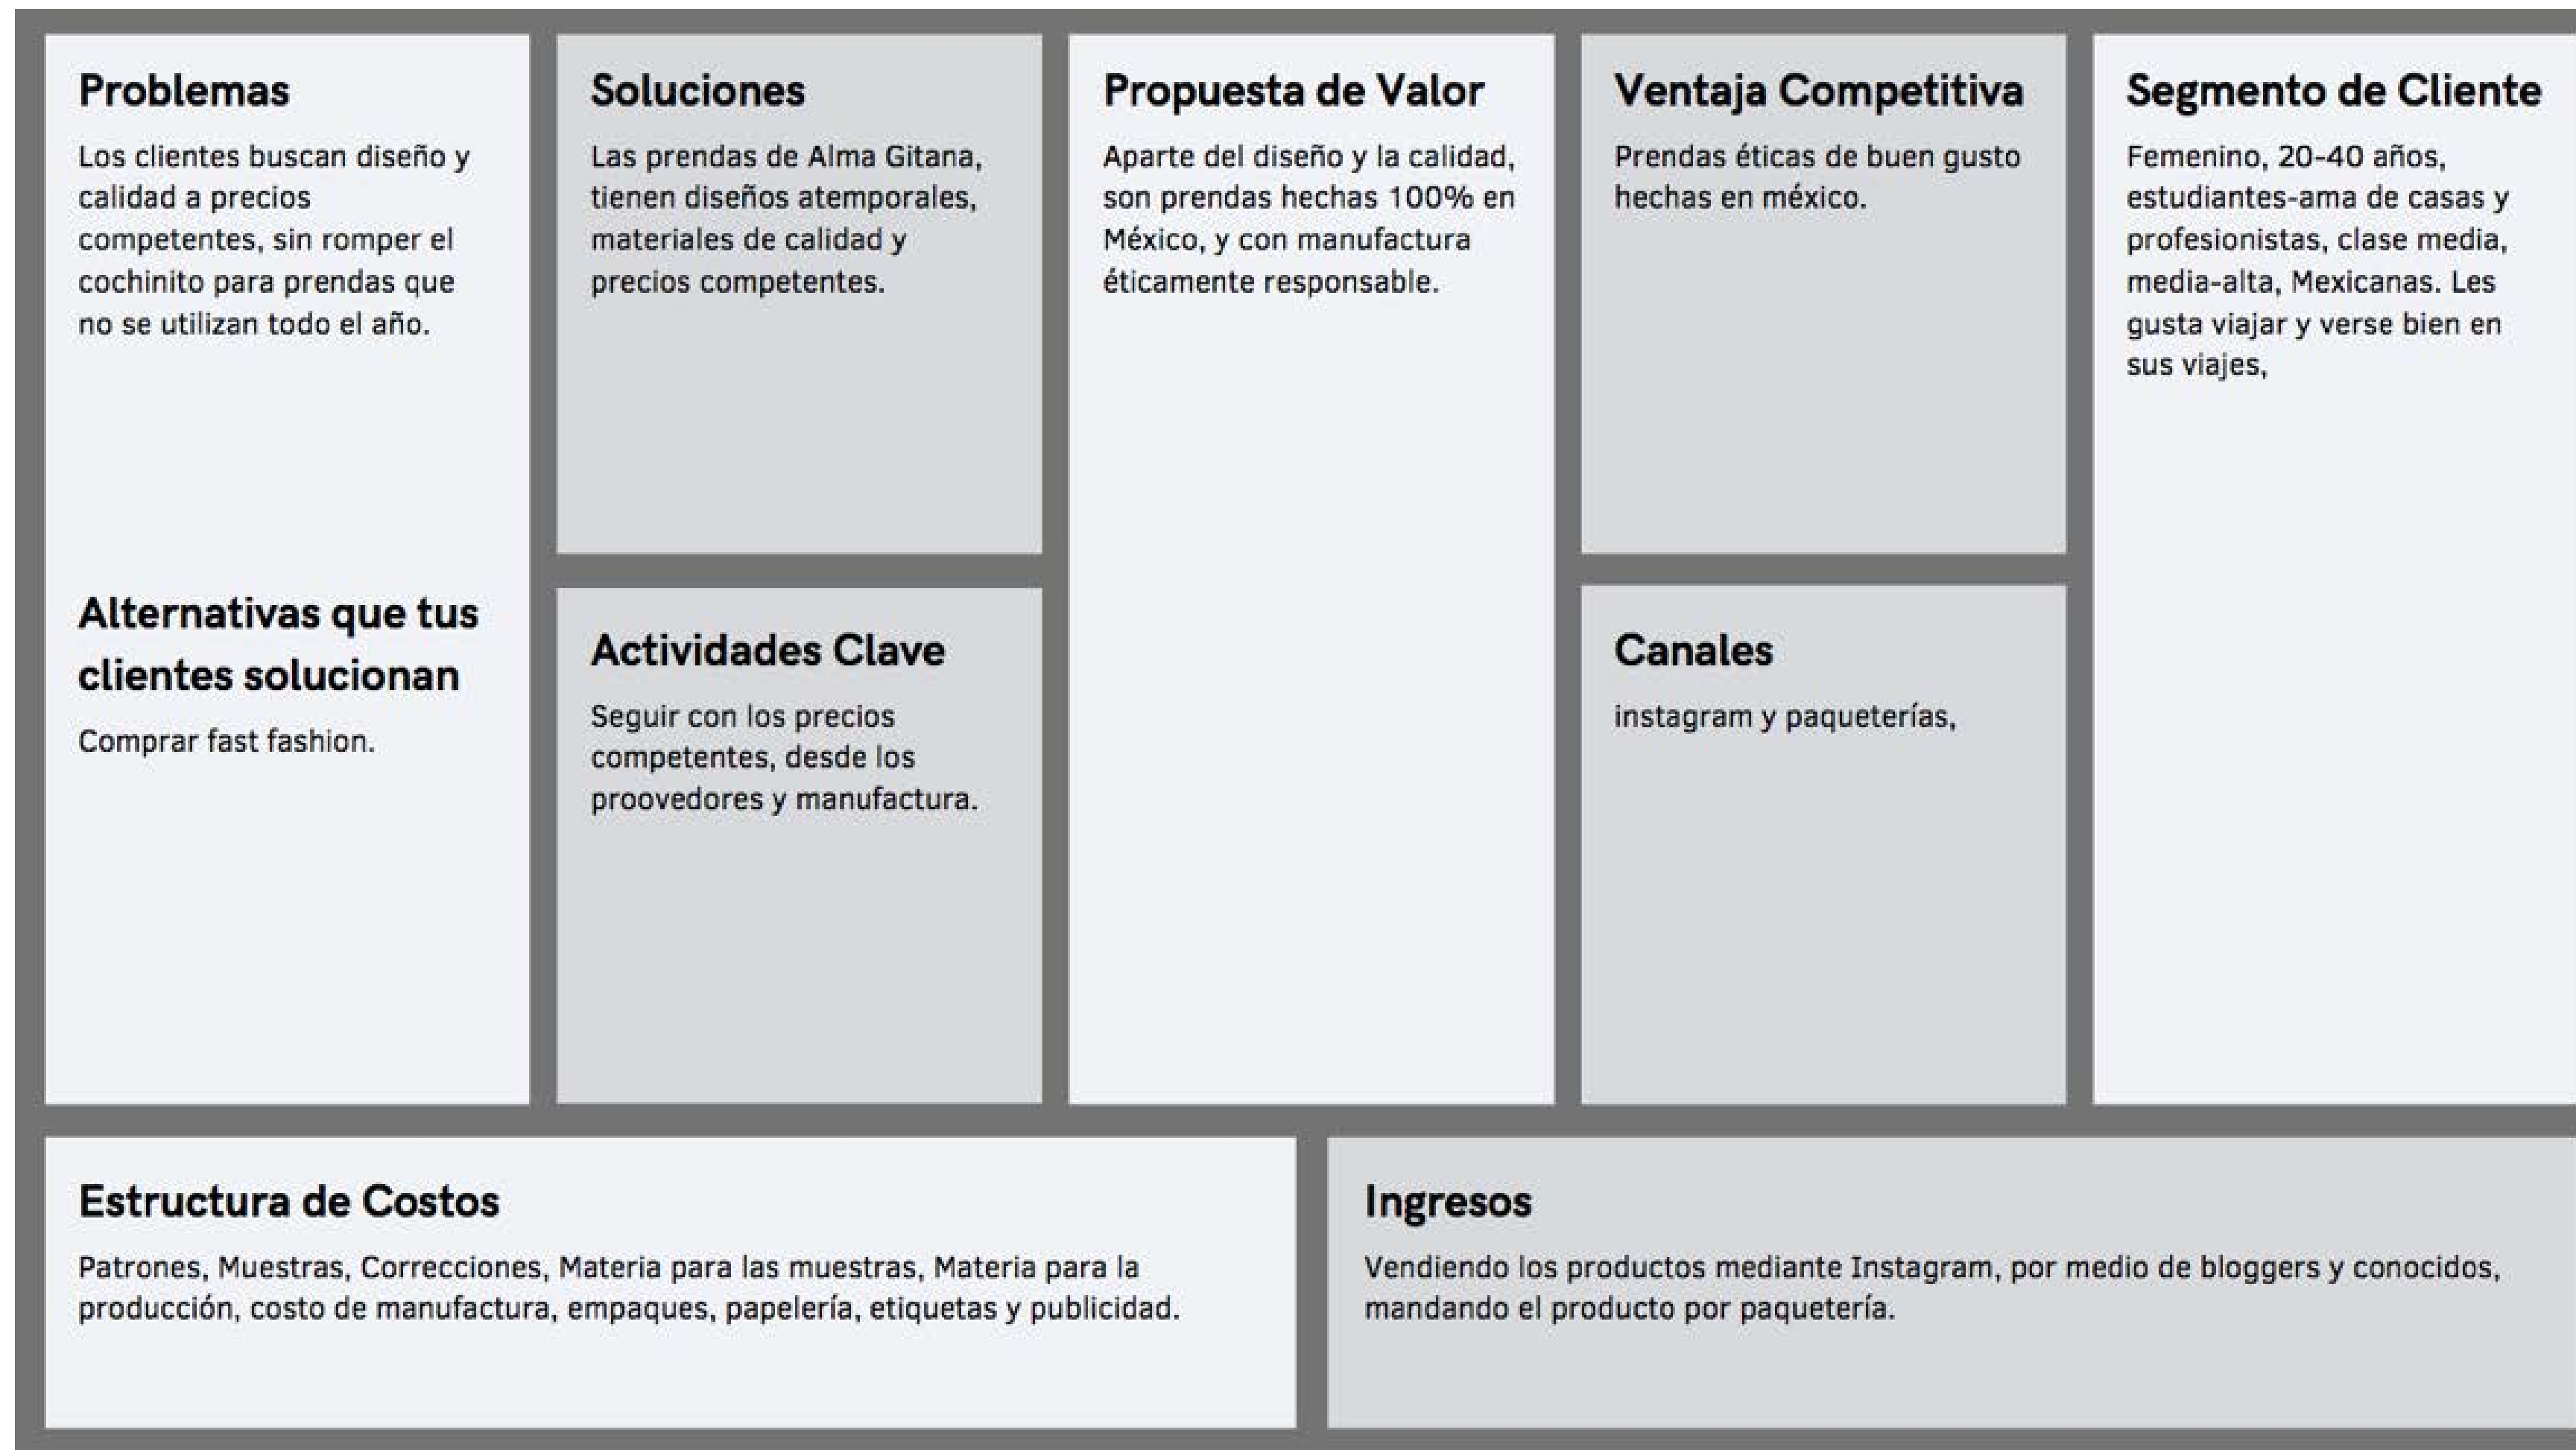 Problemas
Los clientes buscan diseño y
calidad a precios
competentes, sin romper el
cochinito para prendas que
no se utilizan todo el año.
Alternativas que tus
clientes solucionan
Comprar fast fashion.
Soluciones
Las prendas de Alma Gitana,
tienen diseños atemporales,
materiales de calidad y
precios competentes.
Actividades Clave
Seguir con los precios
competentes, desde los
proovedores y manufactura.
Propuesta de Valor
Aparte del diseño y la calidad,
son prendas hechas 100% en
México, y con manufactura
éticamente responsable.
Ventaja Competitiva
Prendas éticas de buen gusto
hechas en méxico.
Canales
instagram y paqueterías,
Segmento de Cliente
Femenino, 20-40 años,
estudiantes-ama de casas y
profesionistas, clase media,
media-alta, Mexicanas. Les
gusta viajar y verse bien en
sus viajes,
Estructura de Costos
Patrones, Muestras, Correcciones, Materia para las muestras, Materia para la
producción, costo de manufactura, empaques, papelería, etiquetas y publicidad.
Ingresos
Vendiendo los productos mediante Instagram, por medio de bloggers y conocidos,
mandando el producto por paquetería.